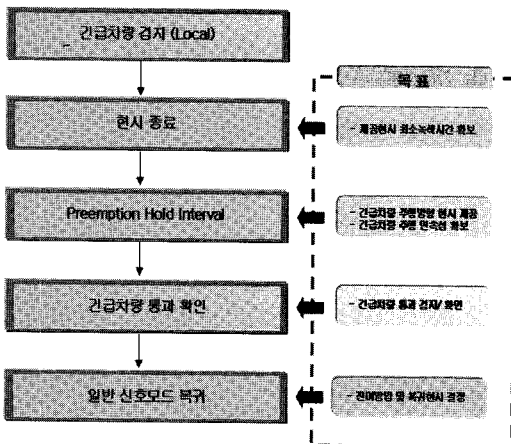 긴급차량 검지 (Local)
목 표
현시 종료
- 제공현시 최소녹색시간 확보
Preemption Hold Interval
- 긴급차량 주행방향 현시 제공
- 긴급차량 주행 연속성 확보
긴급차량 통과 확인
- 긴급차량 통과 검지/ 확인
일반 신호모드 복귀
- 전이방법 및 복귀현시 결정